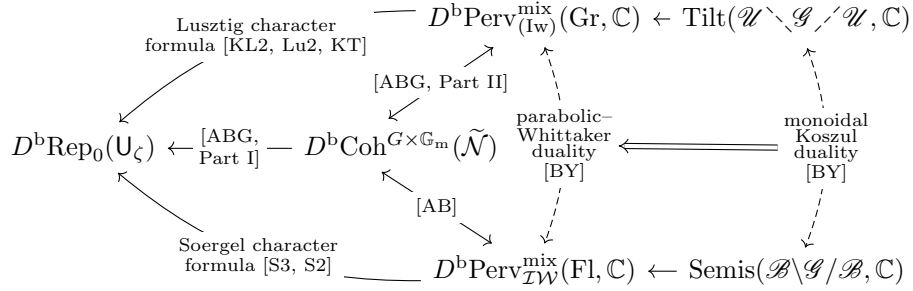 Lusztig character
formula [KL2, Lu2, KT]
D^bPerv^mix_(Iw)(Gr, ℂ) ← Tilt(𝒰╲𝒢╱𝒰, ℂ)
[ABG, Part II]
parabolic–
Whittaker
duality
[BY]
monoidal
Koszul
duality
[BY]
D^bRep_0(U_ζ)
[ABG,
Part I]
D^bCoh^{G×𝔾_m}(𝒩̃)
[AB]
Soergel character
formula [S3, S2]
D^bPerv^mix_ℐ𝒲(Fl, ℂ) ← Semis(ℬ\𝒢/ℬ, ℂ)